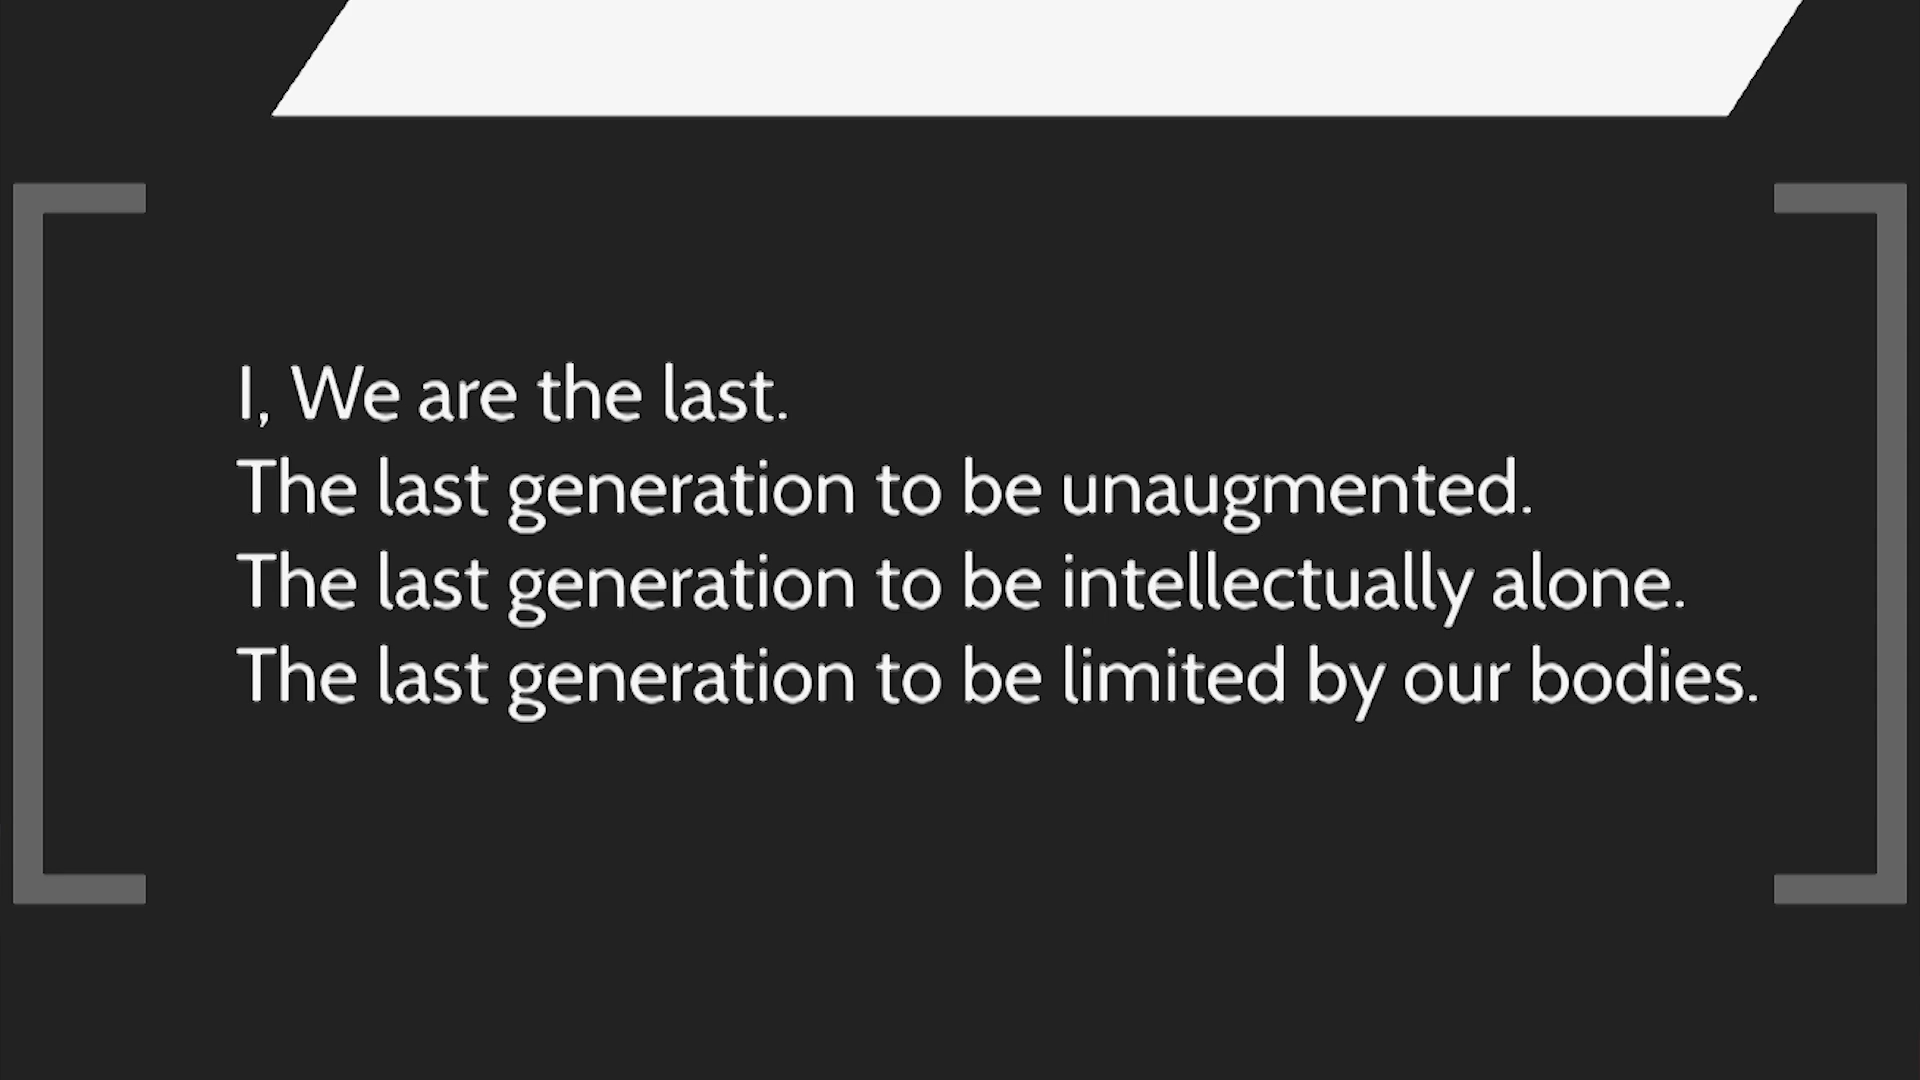 I, We are the last.
The last generation to be unaugmented.
The last generation to be intellectually alone.
The last generation to be limited by our bodies.